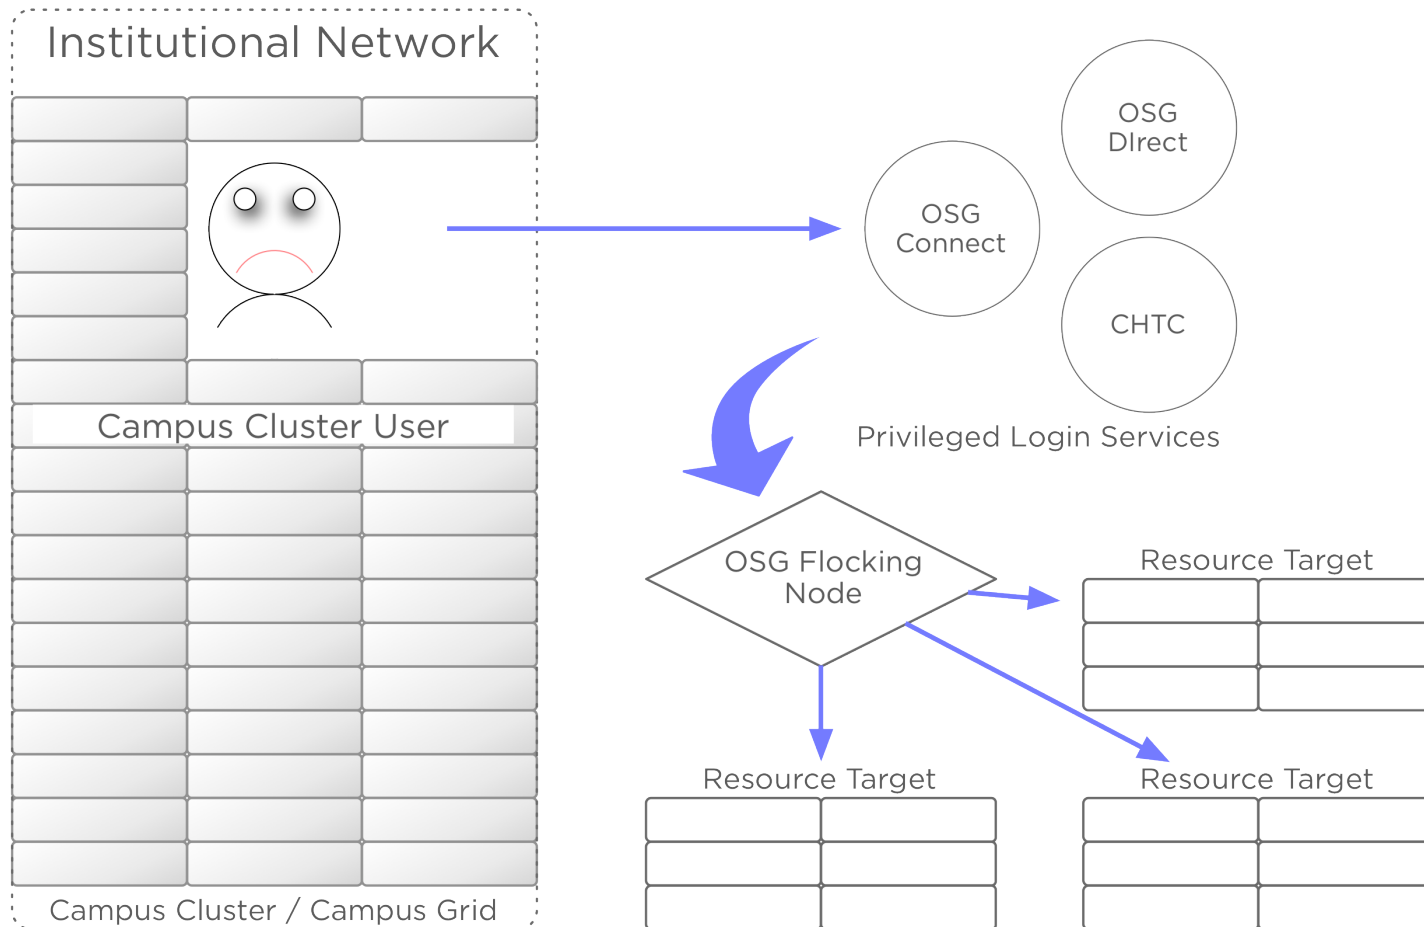 Institutional Network
OSG
DIrect
OSG
Connect
CHTC
Campus Cluster User
Privileged Login Services
OSG Flocking
Node
Resource Target
Resource Target
Resource Target
Campus Cluster / Campus Grid